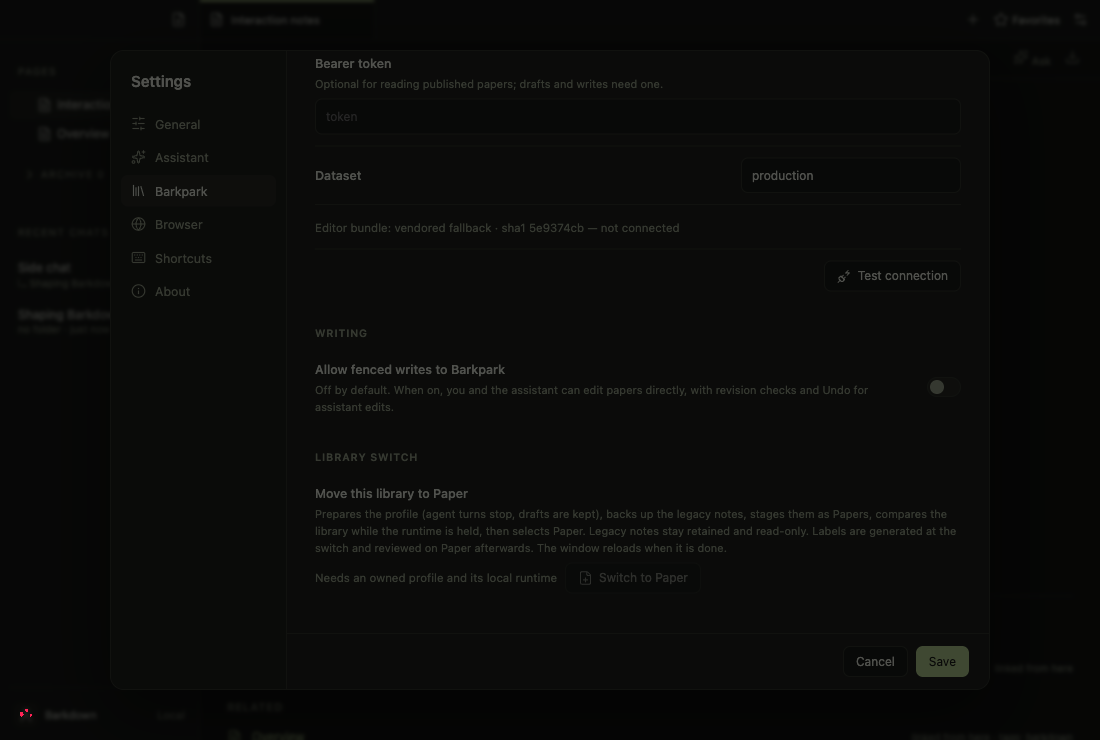 Interaction notes
Favorites
Settings
General
Assistant
Barkpark
Browser
Shortcuts
About
Bearer token
Optional for reading published papers; drafts and writes need one.
token
Dataset
production
Editor bundle: vendored fallback · sha1 5e9374cb — not connected
Test connection
WRITING
Allow fenced writes to Barkpark
Off by default. When on, you and the assistant can edit papers directly, with revision checks and Undo for
assistant edits.
LIBRARY SWITCH
Move this library to Paper
Prepares the profile (agent turns stop, drafts are kept), backs up the legacy notes, stages them as Papers, compares the
library while the runtime is held, then selects Paper. Legacy notes stay retained and read-only. Labels are generated at the
switch and reviewed on Paper afterwards. The window reloads when it is done.
Needs an owned profile and its local runtime
Switch to Paper
Cancel
Save
Side chat
RELATED
Overview